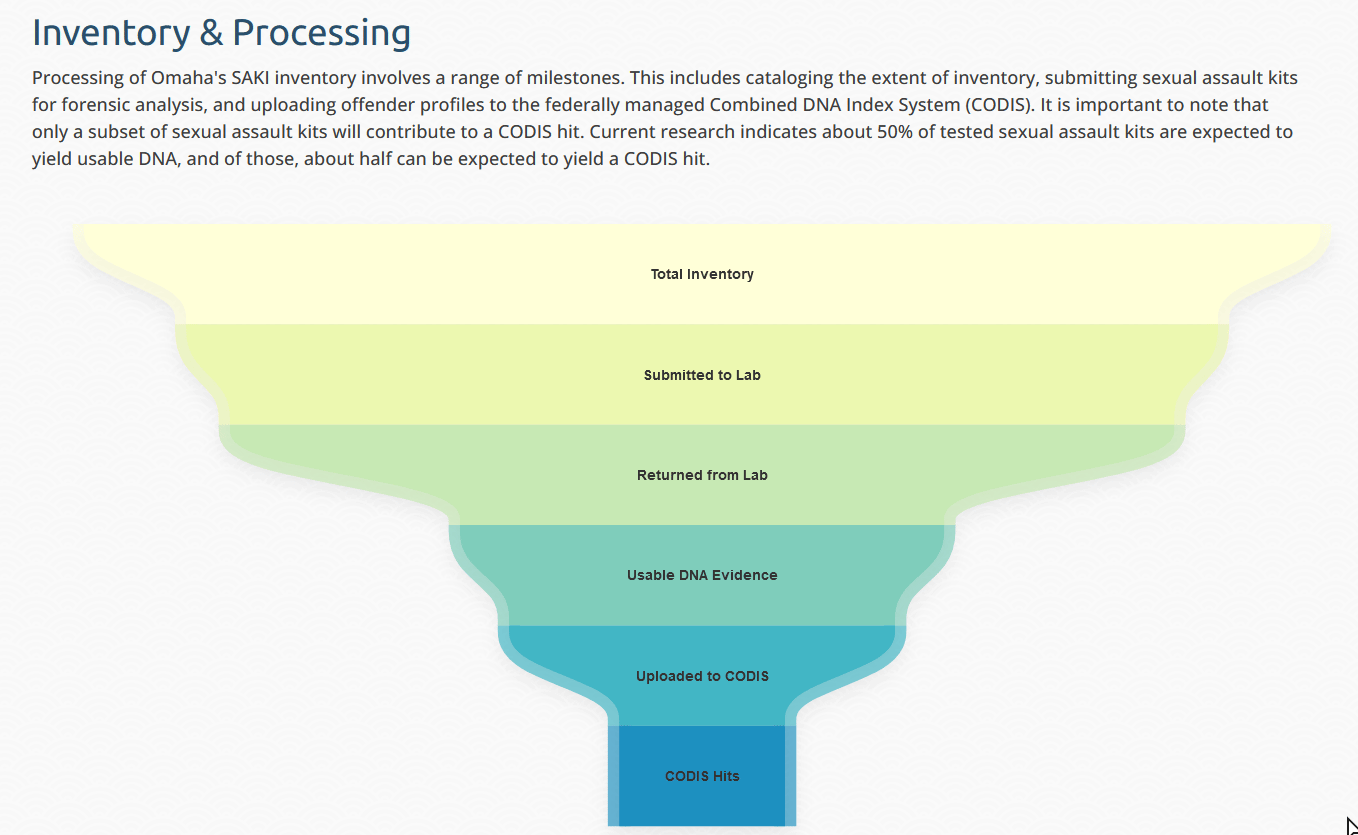 Inventory & Processing
Processing of Omaha's SAKI inventory involves a range of milestones. This includes cataloging the extent of inventory, submitting sexual assault kits
for forensic analysis, and uploading offender profiles to the federally managed Combined DNA Index System (CODIS). It is important to note that
only a subset of sexual assault kits will contribute to a CODIS hit. Current research indicates about 50% of tested sexual assault kits are expected to
yield usable DNA, and of those, about half can be expected to yield a CODIS hit.
Total Inventory
Submitted to Lab
Returned from Lab
Usable DNA Evidence
Uploaded to CODIS
CODIS Hits